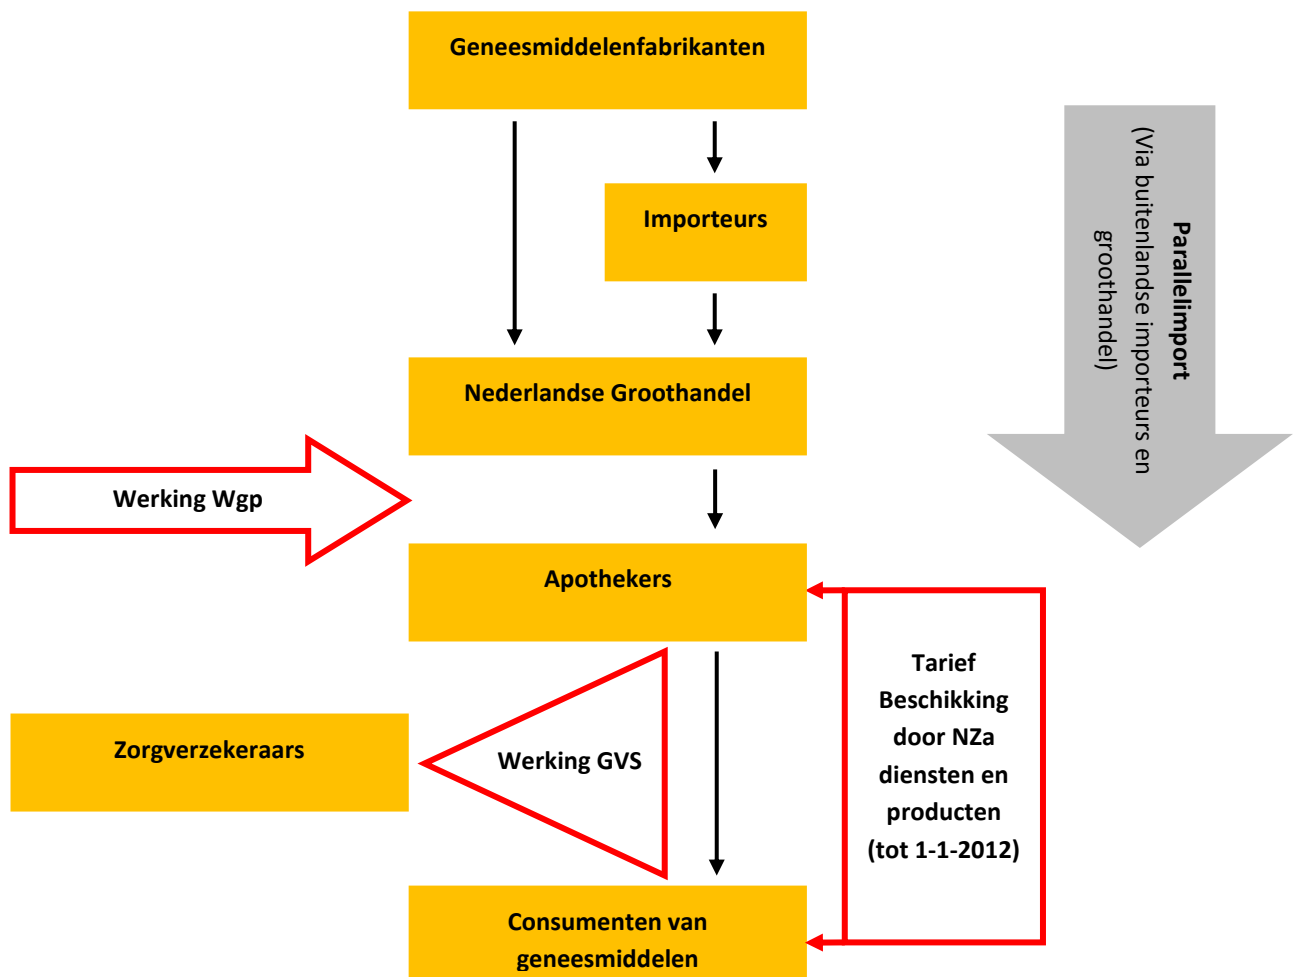 Geneesmiddelenfabrikanten
Importeurs
Parallelimport
(Via buitenlandse importeurs en
groothandel)
Nederlandse Groothandel
Werking Wgp
Apothekers
Tarief
Beschikking
door NZa
diensten en
producten
(tot 1-1-2012)
Zorgverzekeraars
Werking GVS
Consumenten van
geneesmiddelen